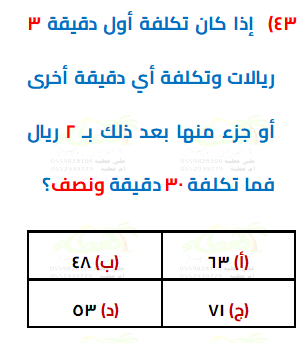 ٤٣) إذا كان تكلفة أول دقيقة ٣
ريالات وتكلفة أي دقيقة أخرى
أو جزء منها بعد ذلك بـ ٢ ريال
فما تكلفة ٣٠ دقيقة ونصف؟
(أ) ٦٣ (ب) ٤٨
(ج) ٧١ (د) ٥٣